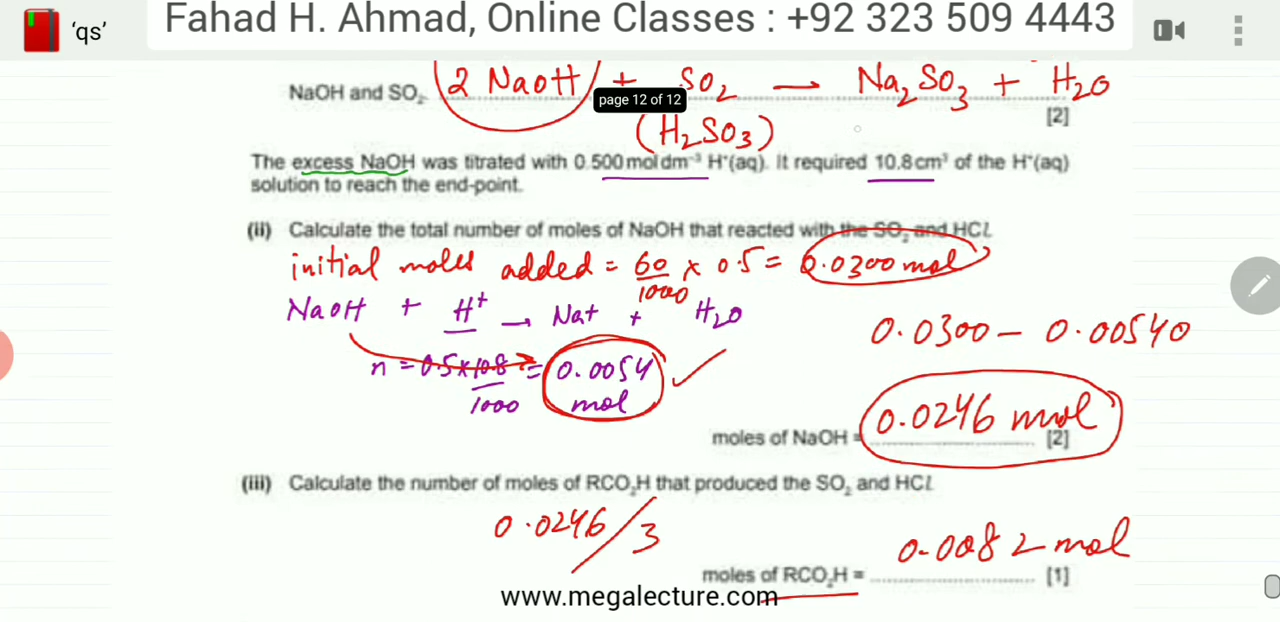 'qs'
Fahad H. Ahmad, Online Classes : +92 323 509 4443
NaOH and SO₂ 2 NaOH + SO₂ → Na₂SO₃ + H₂O
page 12 of 12
(H₂SO₃)
[2]
The excess NaOH was titrated with 0.500 mol dm⁻³ H⁺(aq). It required 10.8 cm³ of the H⁺(aq)
solution to reach the end-point.
(ii) Calculate the total number of moles of NaOH that reacted with the SO₂ and HCl.
initial moles added = 60/1000 × 0.5 = 0.0300 mol
NaOH + H⁺ → Na+ + H₂O
0.0300 - 0.00540
n = 0.5×10.8/1000 = 0.0054 mol
0.0246 mol
moles of NaOH = [2]
(iii) Calculate the number of moles of RCO₂H that produced the SO₂ and HCl.
0.0246/3
0.0082 mol
moles of RCO₂H = [1]
www.megalecture.com